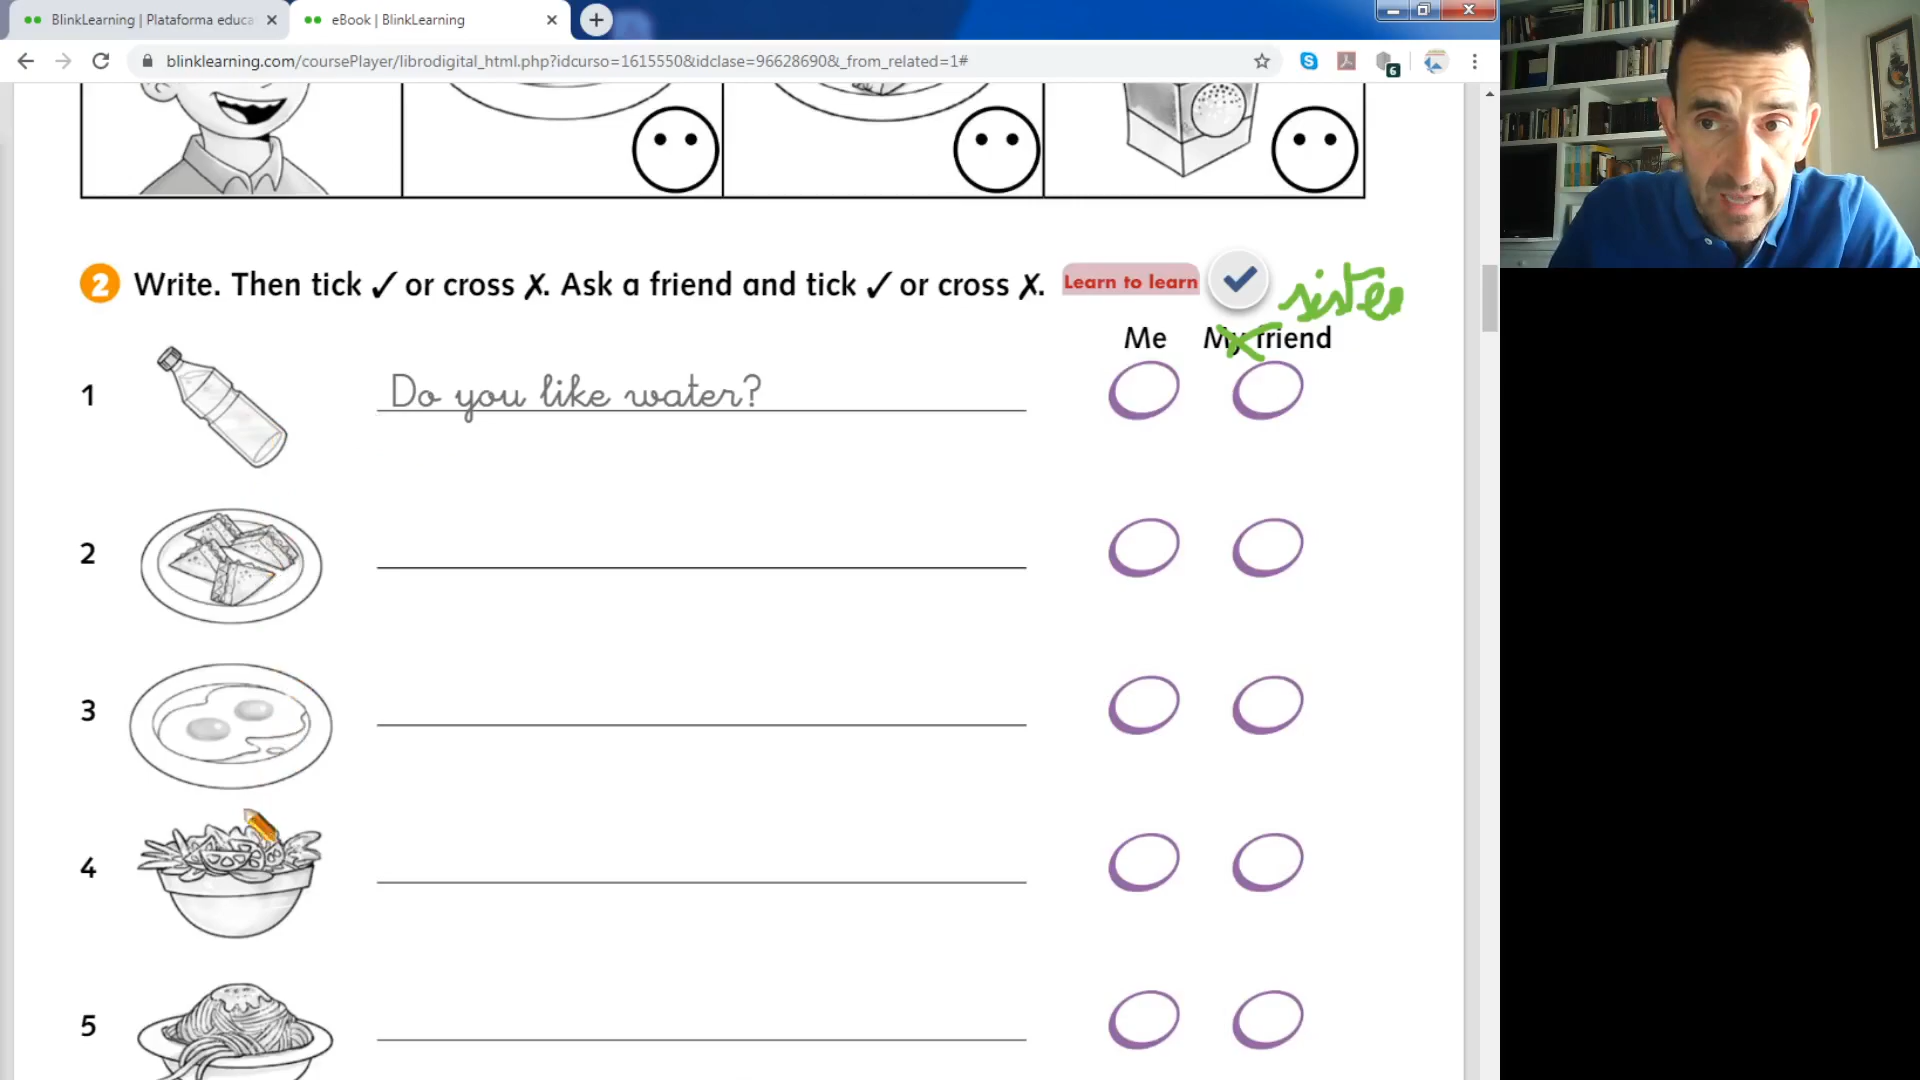 BlinkLearning | Plataforma educa
eBook | BlinkLearning
blinklearning.com/coursePlayer/librodigital_html.php?idcurso=1615550&idclase=96628690&_from_related=1#
6
2 Write. Then tick ✓ or cross ✗. Ask a friend and tick ✓ or cross ✗. Learn to learn
sister
Me My friend
1 Do you like water?
2
3
4
5